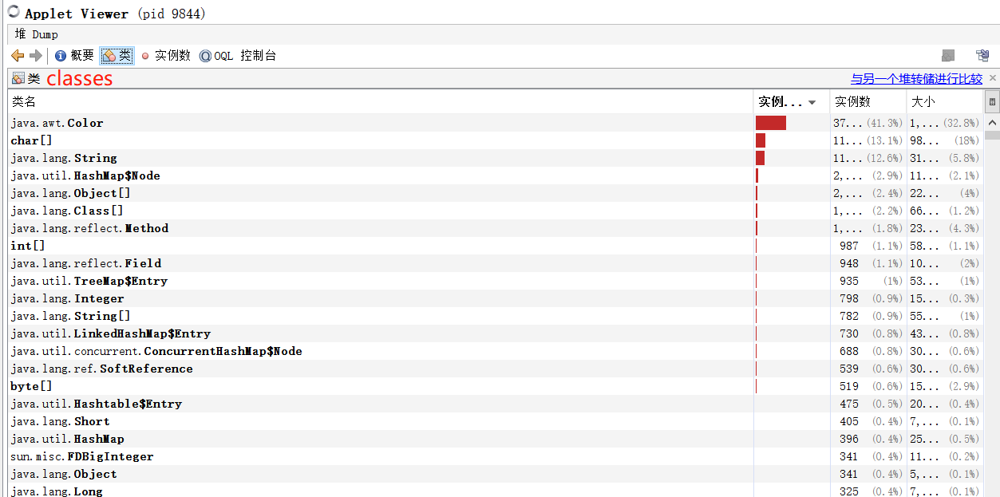 Applet Viewer (pid 9844)
堆 Dump
概要 类 实例数 OQL 控制台
类 classes 与另一个堆转储进行比较
类名 实例... 实例数 大小
java.awt.Color 37... (41.3%) 1,... (32.8%)
char[] 11... (13.1%) 98... (18%)
java.lang.String 11... (12.6%) 31... (5.8%)
java.util.HashMap$Node 2,... (2.9%) 11... (2.1%)
java.lang.Object[] 2,... (2.4%) 22... (4%)
java.lang.Class[] 1,... (2.2%) 66... (1.2%)
java.lang.reflect.Method 1,... (1.8%) 23... (4.3%)
int[] 987 (1.1%) 58... (1.1%)
java.lang.reflect.Field 948 (1.1%) 10... (2%)
java.util.TreeMap$Entry 935 (1%) 53... (1%)
java.lang.Integer 798 (0.9%) 15... (0.3%)
java.lang.String[] 782 (0.9%) 55... (1%)
java.util.LinkedHashMap$Entry 730 (0.8%) 43... (0.8%)
java.util.concurrent.ConcurrentHashMap$Node 688 (0.8%) 30... (0.6%)
java.lang.ref.SoftReference 539 (0.6%) 30... (0.6%)
byte[] 519 (0.6%) 15... (2.9%)
java.util.Hashtable$Entry 475 (0.5%) 20... (0.4%)
java.lang.Short 405 (0.4%) 7,... (0.1%)
java.util.HashMap 396 (0.4%) 25... (0.5%)
sun.misc.FDBigInteger 341 (0.4%) 11... (0.2%)
java.lang.Object 341 (0.4%) 5,... (0.1%)
java.lang.Long 325 (0.4%) 7,... (0.1%)